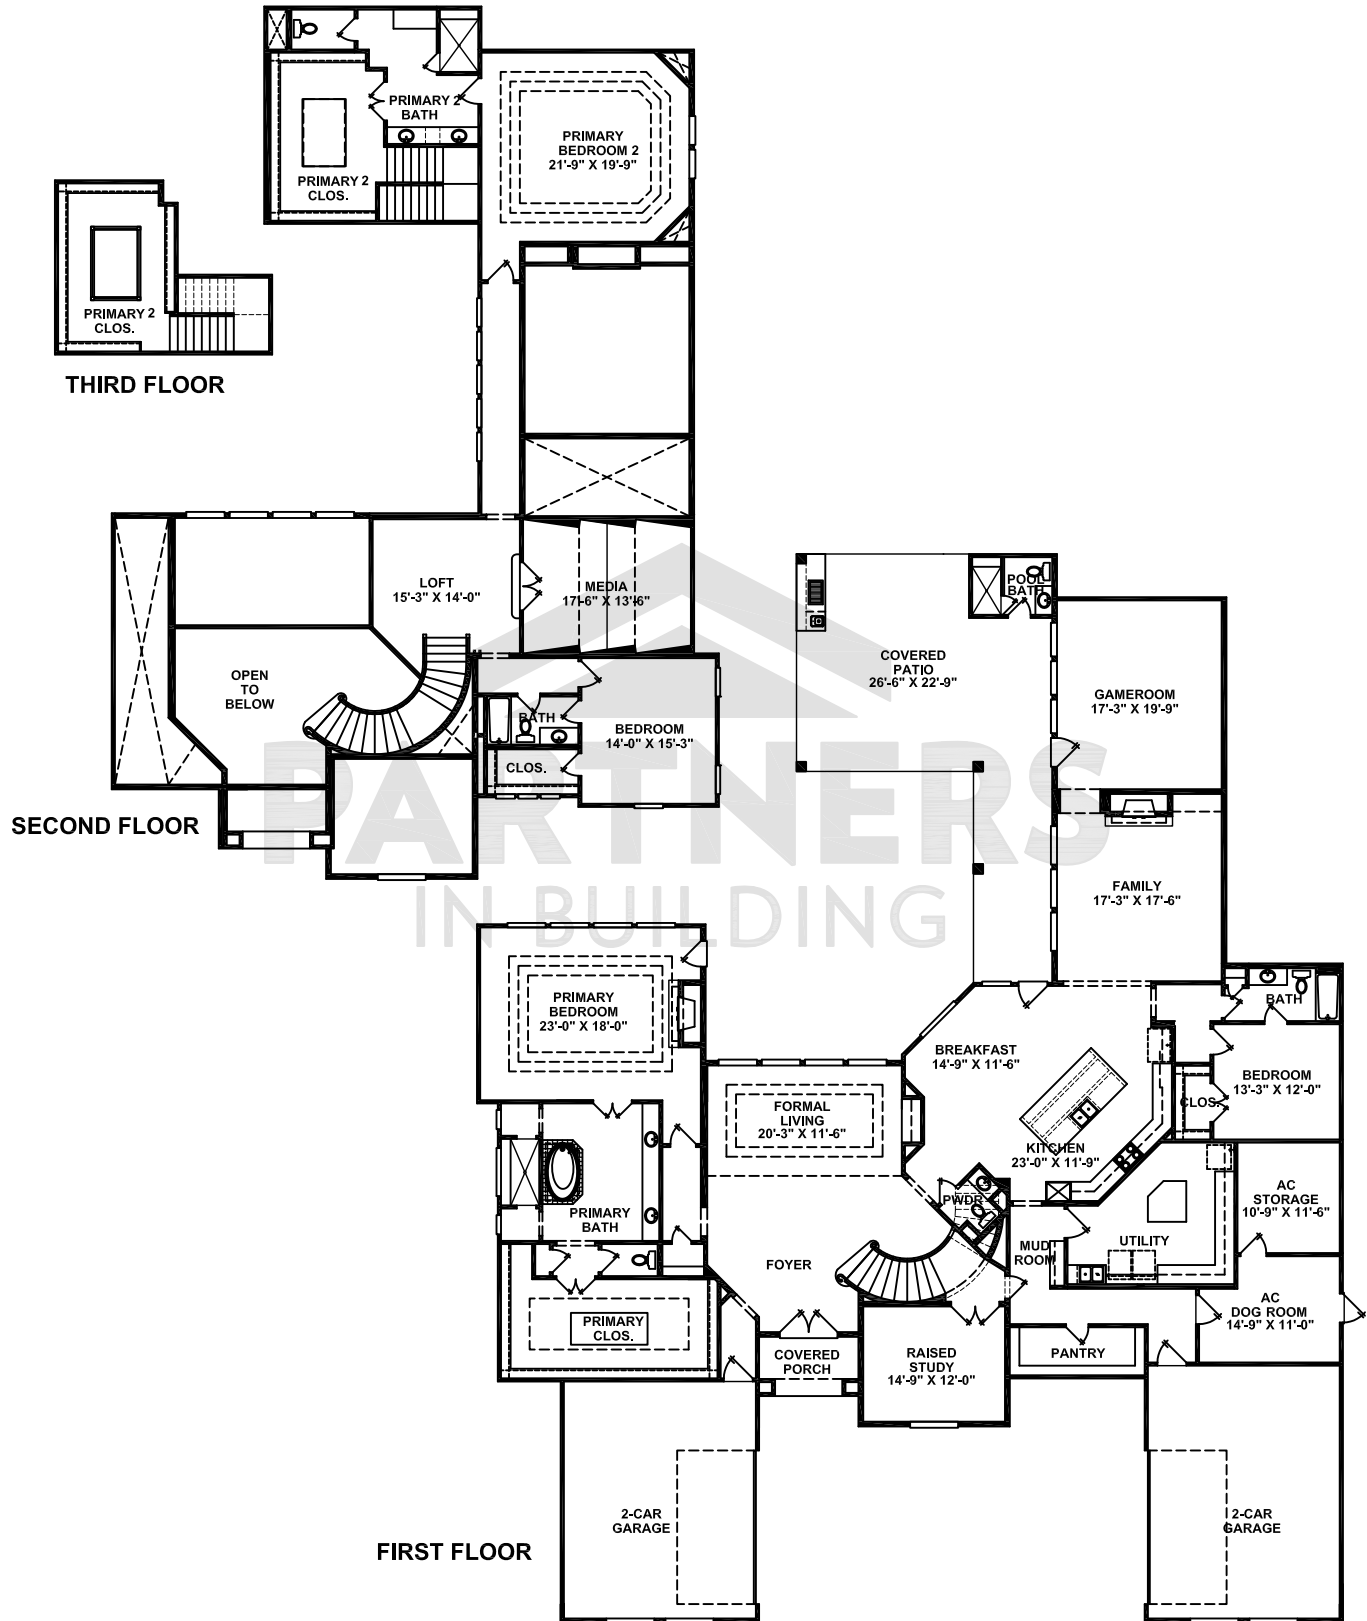 PRIMARY 2
BATH
PRIMARY
BEDROOM 2
21'-9" X 19'-9"
PRIMARY 2
CLOS.
PRIMARY 2
CLOS.
THIRD FLOOR
LOFT
15'-3" X 14'-0"
MEDIA
17'-6" X 13'-6"
OPEN
TO
BELOW
BATH
BEDROOM
14'-0" X 15'-3"
CLOS.
SECOND FLOOR
POOL
BATH
COVERED
PATIO
26'-6" X 22'-9"
GAMEROOM
17'-3" X 19'-9"
PARTNERS
IN BUILDING
FAMILY
17'-3" X 17'-6"
PRIMARY
BEDROOM
23'-0" X 18'-0"
BATH
BREAKFAST
14'-9" X 11'-6"
BEDROOM
13'-3" X 12'-0"
CLOS.
FORMAL
LIVING
20'-3" X 11'-6"
KITCHEN
23'-0" X 11'-9"
PWDR
AC
STORAGE
10'-9" X 11'-6"
PRIMARY
BATH
MUD
ROOM
UTILITY
FOYER
AC
DOG ROOM
14'-9" X 11'-0"
PRIMARY
CLOS.
COVERED
PORCH
RAISED
STUDY
14'-9" X 12'-0"
PANTRY
2-CAR
GARAGE
2-CAR
GARAGE
FIRST FLOOR